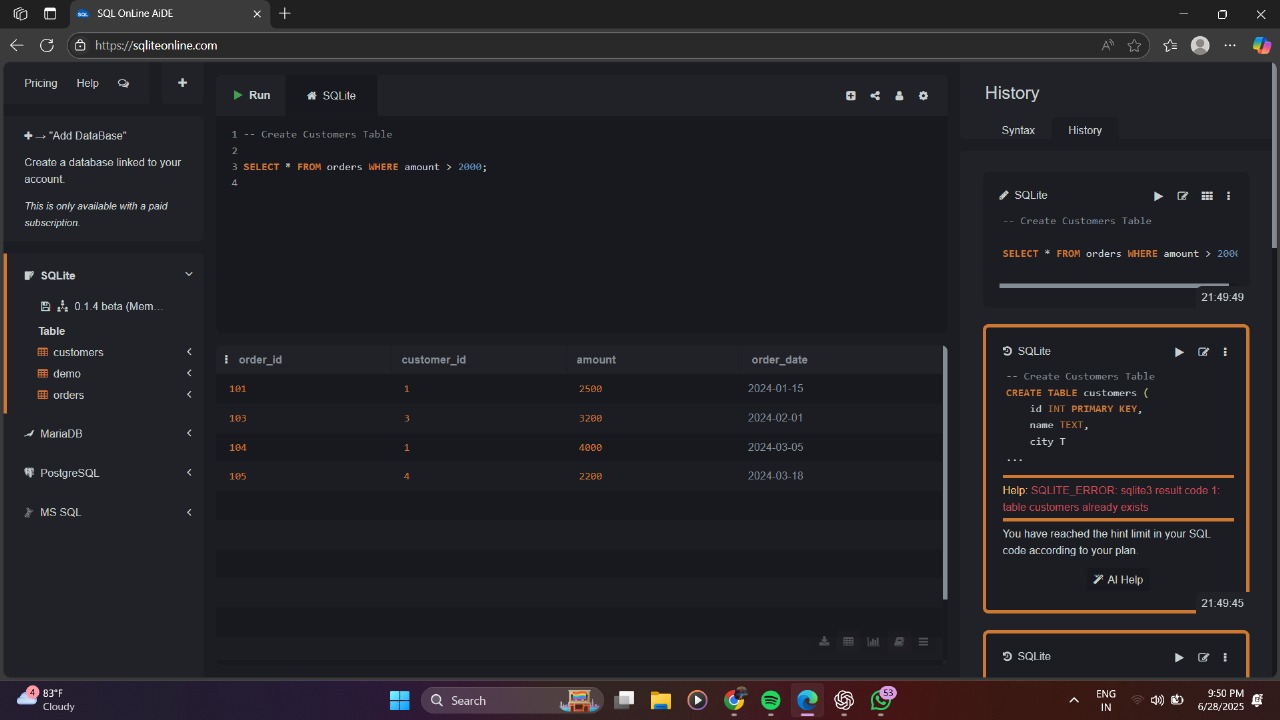 SQL OnLine AiDE
https://sqliteonline.com
Pricing Help
"Add DataBase"
Create a database linked to your
account.
This is only available with a paid
subscription.
SQLite
0.1.4 beta (Mem...
Table
customers
demo
orders
MariaDB
PostgreSQL
MS SQL
Run SQLite
1 -- Create Customers Table
2
3 SELECT * FROM orders WHERE amount > 2000;
4
order_id customer_id amount order_date
101 1 2500 2024-01-15
103 3 3200 2024-02-01
104 1 4000 2024-03-05
105 4 2200 2024-03-18
History
Syntax History
SQLite
-- Create Customers Table
SELECT * FROM orders WHERE amount > 200
21:49:49
SQLite
-- Create Customers Table
CREATE TABLE customers (
id INT PRIMARY KEY,
name TEXT,
city T
...
Help: SQLITE_ERROR: sqlite3 result code 1:
table customers already exists
You have reached the hint limit in your SQL
code according to your plan.
AI Help
21:49:45
SQLite
4 83°F
Cloudy
Search
53
ENG
IN
9:50 PM
6/28/2025